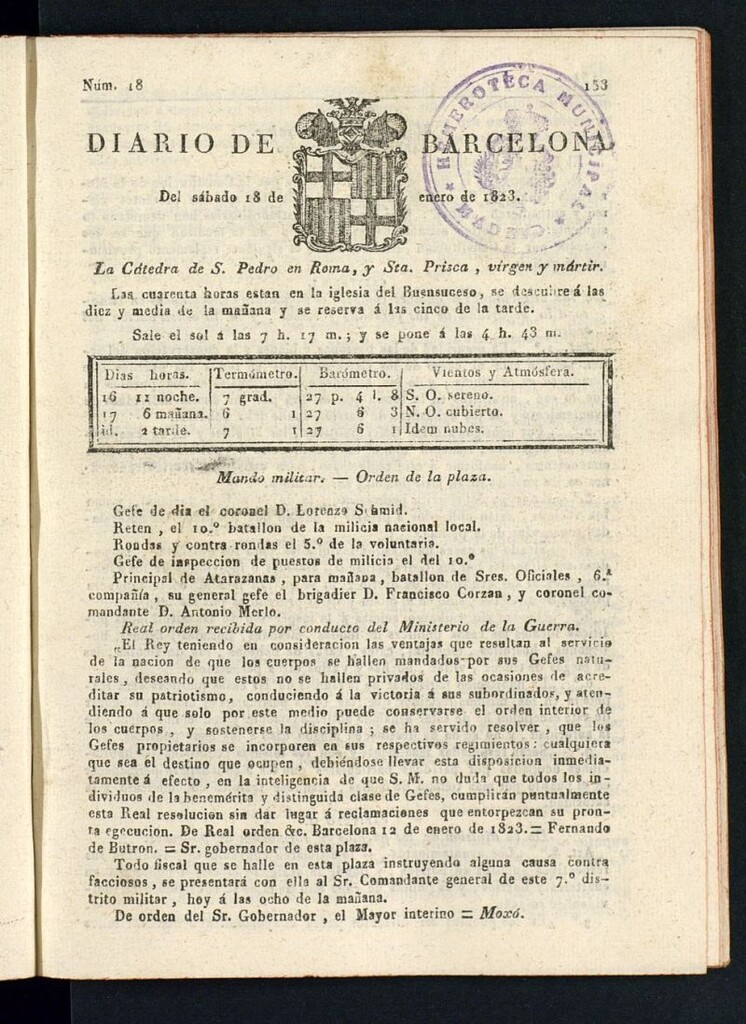 Núm. 18
153
DIARIO DE BARCELONA
Del sábado 18 de enero de 1823.
HEMEROTECA MUNICIPAL
La Cátedra de S. Pedro en Roma, y Sta. Prisca , virgen y mártir.
Las cuarenta horas estan en la iglesia del Buensuceso, se descubre á las
diez y media de la mañana y se reserva á las cinco de la tarde.
Sale el sol á las 7 h. 17 m.; y se pone á las 4 h. 43 m.
Dias horas. Termómetro. Barómetro. Vientos y Atmósfera.
16 11 noche. 7 grad. 27 p. 4 l. 8 S. O. sereno.
17 6 mañana. 6 1 27 6 3 N. O. cubierto.
id. 2 tarde. 7 1 27 6 1 Idem nubes.
Mando militar. — Orden de la plaza.
Gefe de dia el coronel D. Lorenzo Schmid.
Reten , el 10.º batallon de la milicia nacional local.
Rondas y contra-rondas el 5.º de la voluntaria.
Gefe de inspeccion de puestos de milicia el del 10.º
Principal de Atarazanas , para mañana , batallon de Sres. Oficiales , 6.ª
compañía , su general gefe el brigadier D. Francisco Corzan , y coronel co-
mandante D. Antonio Merlo.
Real orden recibida por conducto del Ministerio de la Guerra.
„El Rey teniendo en consideracion las ventajas que resultan al servicio
de la nacion de que los cuerpos se hallen mandados por sus Gefes natu-
rales , deseando que estos no se hallen privados de las ocasiones de acre-
ditar su patriotismo, conduciendo á la victoria á sus subordinados, y aten-
diendo á que solo por este medio puede conservarse el orden interior de
los cuerpos , y sostenerse la disciplina ; se ha servido resolver , que los
Gefes propietarios se incorporen en sus respectivos regimientos : cualquiera
que sea el destino que ocupen , debiéndose llevar esta disposicion inmedia-
tamente á efecto , en la inteligencia de que S. M. no duda que todos los in-
dividuos de la benemérita y distinguida clase de Gefes, cumplirán puntualmente
esta Real resolucion sin dar lugar á reclamaciones que entorpezcan su pron-
ta egecucion. De Real orden &c. Barcelona 12 de enero de 1823.= Fernando
de Butron. = Sr. gobernador de esta plaza.
Todo fiscal que se halle en esta plaza instruyendo alguna causa contra
facciosos , se presentará con ella al Sr. Comandante general de este 7.º dis-
trito militar , hoy á las ocho de la mañana.
De orden del Sr. Gobernador , el Mayor interino = Moxó.